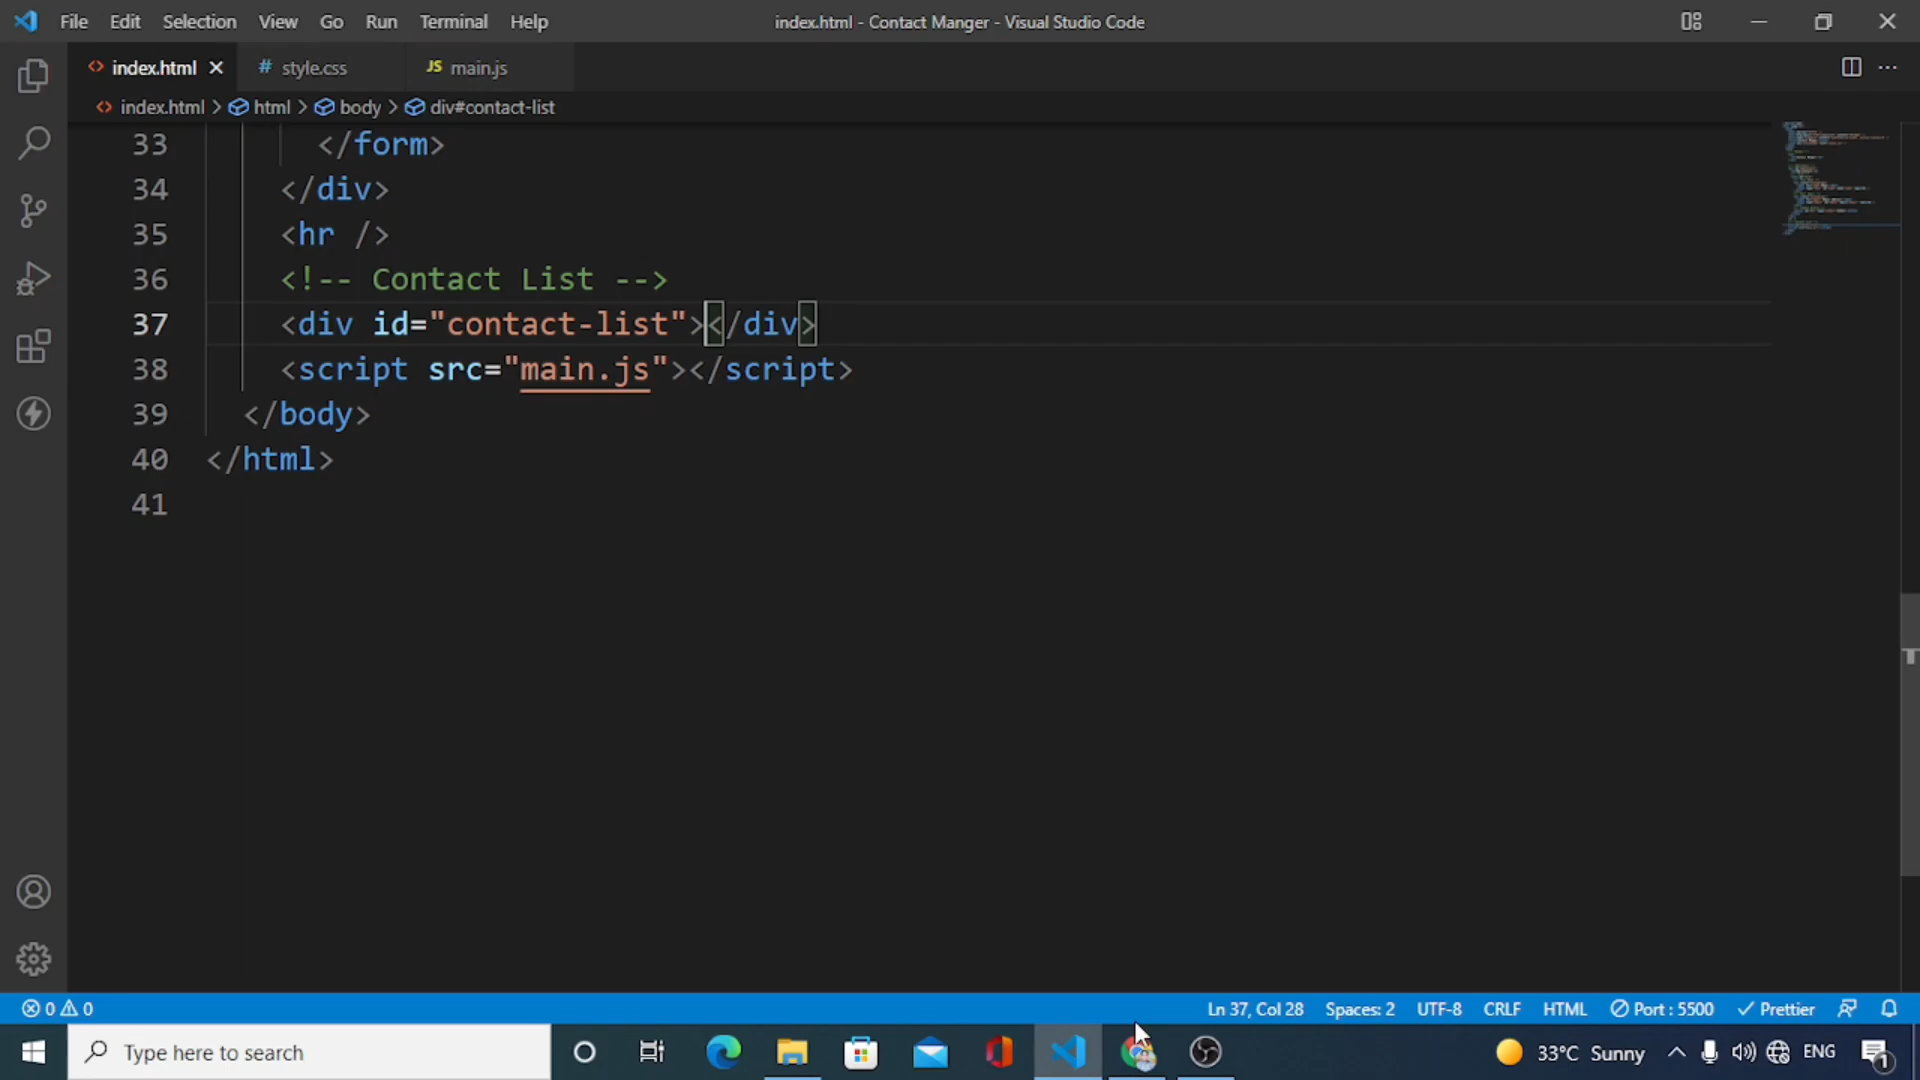 File Edit Selection View Go Run Terminal Help
index.html - Contact Manger - Visual Studio Code
index.html
# style.css
JS main.js
index.html > html > body > div#contact-list
33 </form>
34 </div>
35 <hr />
36 <!-- Contact List -->
37 <div id="contact-list"></div>
38 <script src="main.js"></script>
39 </body>
40 </html>
41
0 0
Ln 37, Col 28 Spaces: 2 UTF-8 CRLF HTML Port : 5500 Prettier
Type here to search
33°C Sunny ENG 1